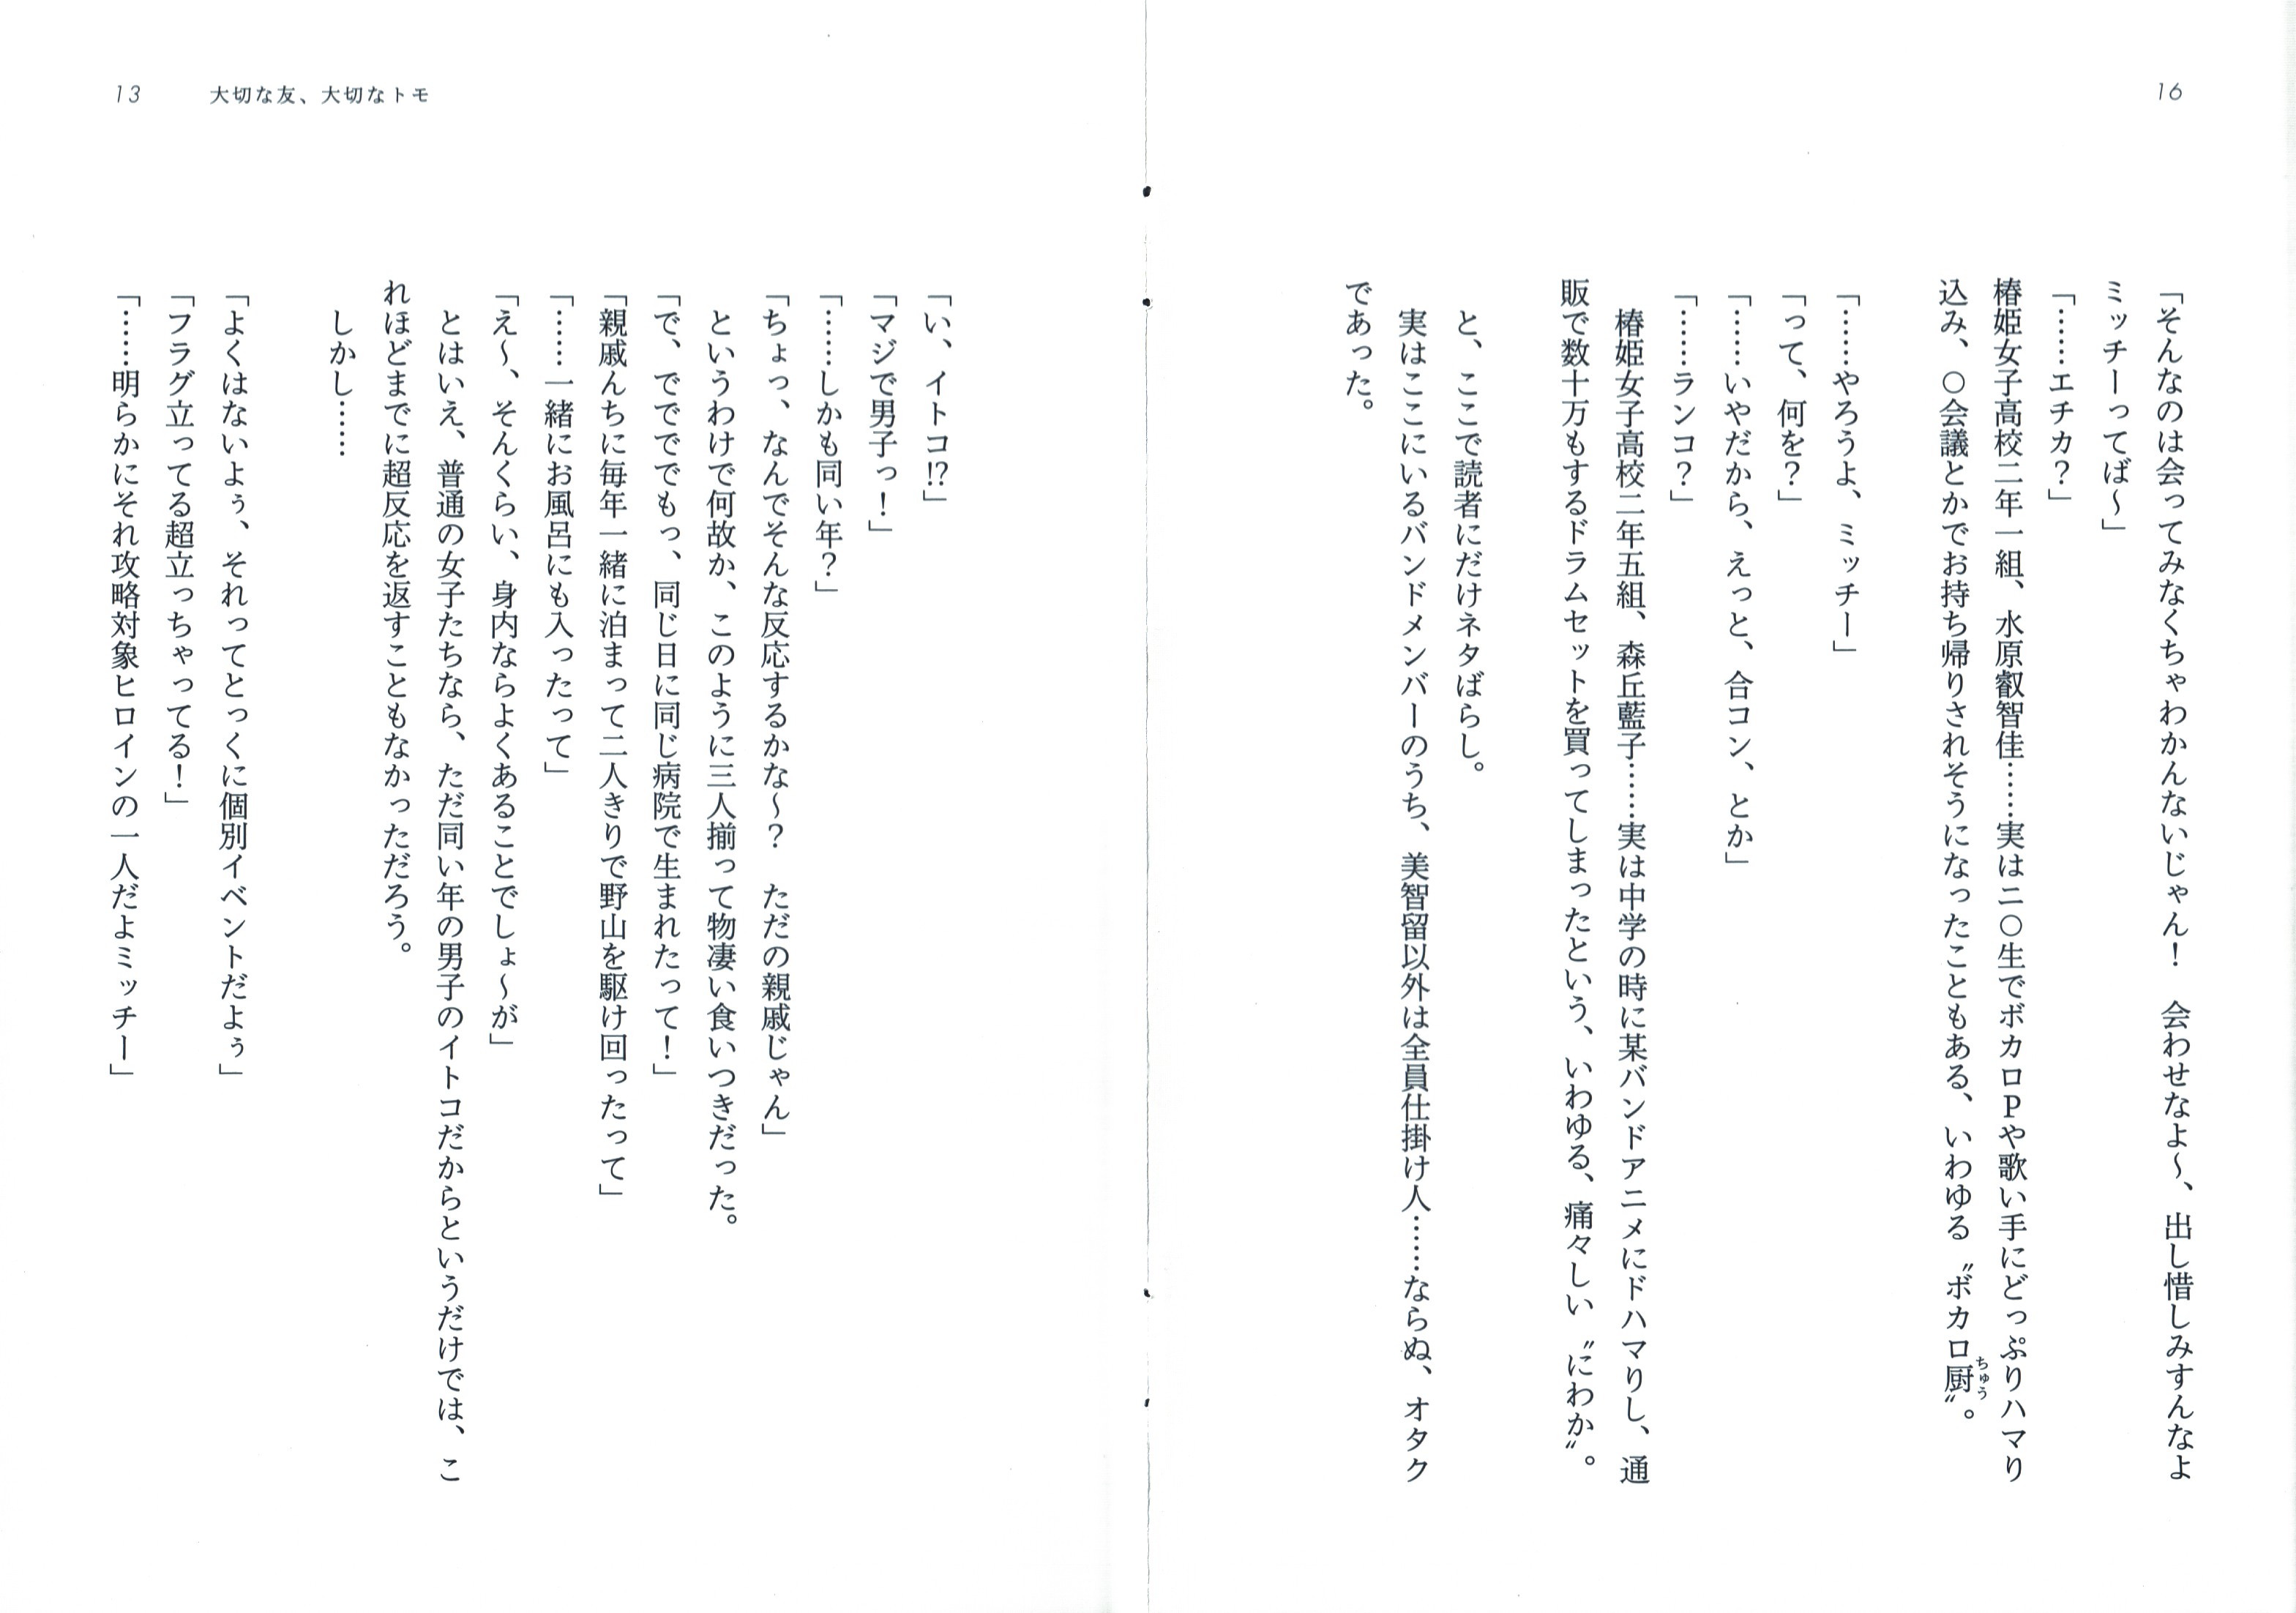 16
「そんなのは会ってみなくちゃわかんないじゃん！　会わせなよ～、出し惜しみすんなよ
ミッチーってば～」
「……エチカ？」
椿姫女子高校二年一組、水原叡智佳……実はニ○生でボカロPや歌い手にどっぷりハマり
込み、○会議とかでお持ち帰りされそうになったこともある、いわゆる〝ボカロ厨〟。
ちゅう
「……やろうよ、ミッチー」
「って、何を？」
「……いやだから、えっと、合コン、とか」
「……ランコ？」
椿姫女子高校二年五組、森丘藍子……実は中学の時に某バンドアニメにドハマりし、通
販で数十万もするドラムセットを買ってしまったという、いわゆる、痛々しい〝にわか〟。
と、ここで読者にだけネタばらし。
実はここにいるバンドメンバーのうち、美智留以外は全員仕掛け人……ならぬ、オタク
であった。
13
大切な友、大切なトモ
「い、イトコ!?」
「マジで男子っ！」
「……しかも同い年？」
「ちょっ、なんでそんな反応するかな～？　ただの親戚じゃん」
というわけで何故か、このように三人揃って物凄い食いつきだった。
「で、でででもっ、同じ日に同じ病院で生まれたって！」
「親戚んちに毎年一緒に泊まって二人きりで野山を駆け回ったって」
「……一緒にお風呂にも入ったって」
「え～、そんくらい、身内ならよくあることでしょ～が」
とはいえ、普通の女子たちなら、ただ同い年の男子のイトコだからというだけでは、こ
れほどまでに超反応を返すこともなかっただろう。
しかし……
「よくはないよぅ、それってとっくに個別イベントだよぅ」
「フラグ立ってる超立っちゃってる！」
「……明らかにそれ攻略対象ヒロインの一人だよミッチー」